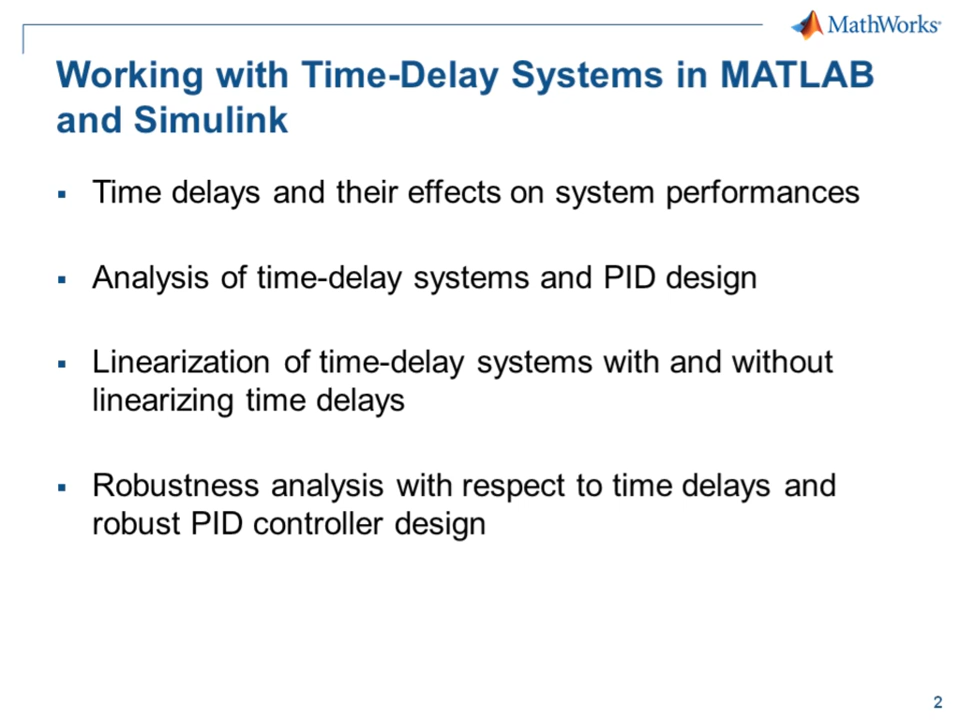 MathWorks®
Working with Time-Delay Systems in MATLAB
and Simulink
▪ Time delays and their effects on system performances
▪ Analysis of time-delay systems and PID design
▪ Linearization of time-delay systems with and without
linearizing time delays
▪ Robustness analysis with respect to time delays and
robust PID controller design
2